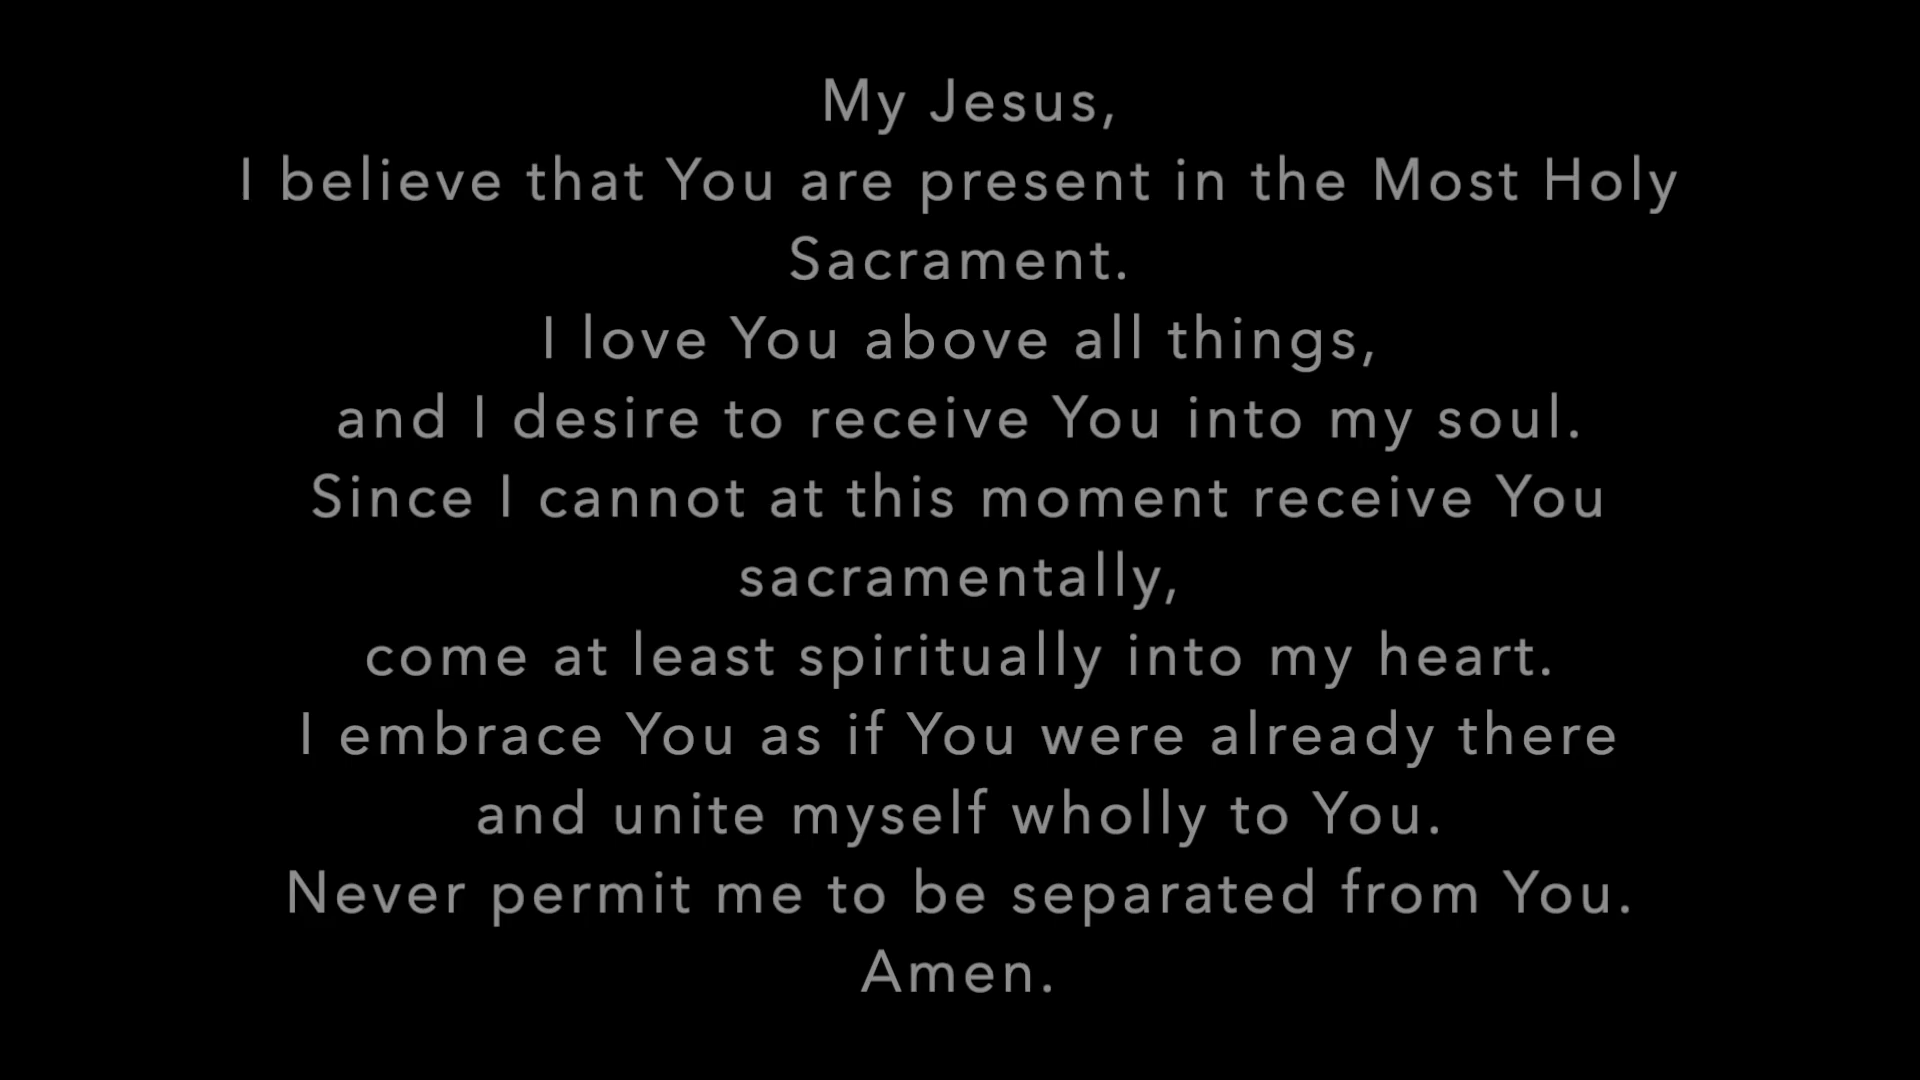 My Jesus,
I believe that You are present in the Most Holy
Sacrament.
I love You above all things,
and I desire to receive You into my soul.
Since I cannot at this moment receive You
sacramentally,
come at least spiritually into my heart.
I embrace You as if You were already there
and unite myself wholly to You.
Never permit me to be separated from You.
Amen.